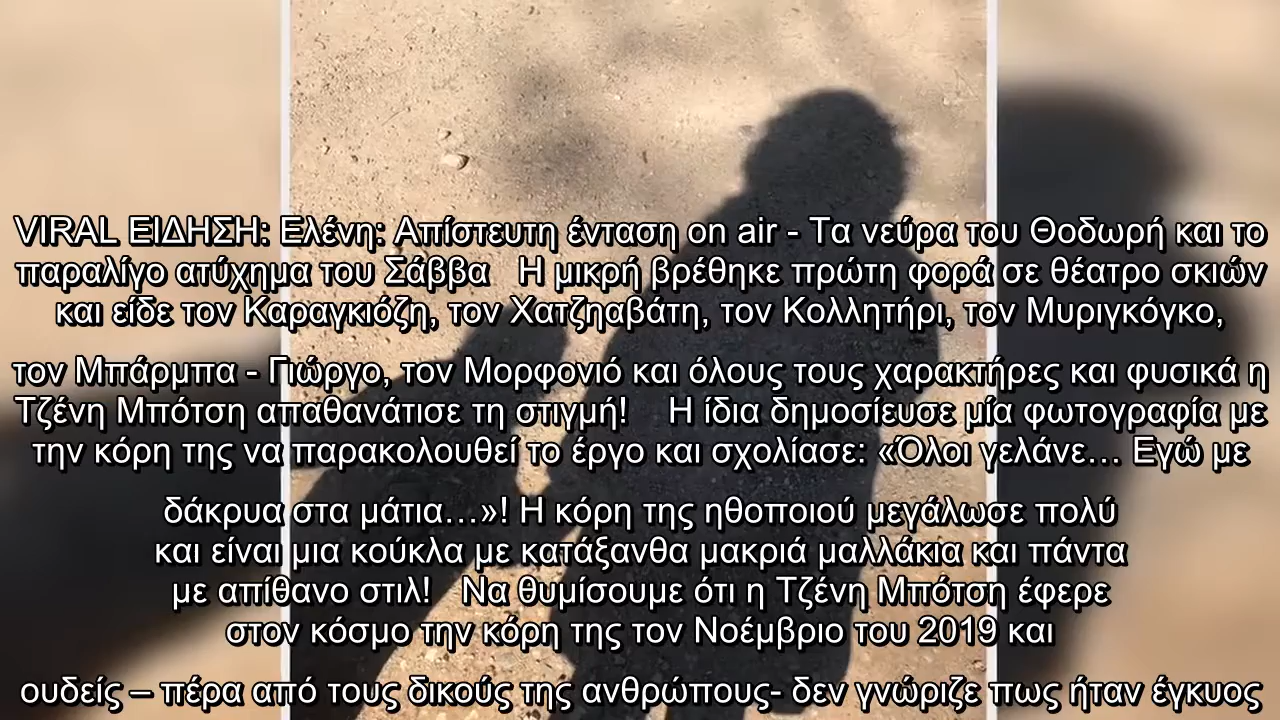 VIRAL ΕΙΔΗΣΗ: Ελένη: Απίστευτη ένταση on air - Τα νεύρα του Θοδωρή και το
παραλίγο ατύχημα του Σάββα Η μικρή βρέθηκε πρώτη φορά σε θέατρο σκιών
και είδε τον Καραγκιόζη, τον Χατζηαβάτη, τον Κολλητήρι, τον Μυριγκόγκο,
τον Μπάρμπα - Γιώργο, τον Μορφονιό και όλους τους χαρακτήρες και φυσικά η
Τζένη Μπότση απαθανάτισε τη στιγμή! Η ίδια δημοσίευσε μία φωτογραφία με
την κόρη της να παρακολουθεί το έργο και σχολίασε: «Όλοι γελάνε… Εγώ με
δάκρυα στα μάτια…»! Η κόρη της ηθοποιού μεγάλωσε πολύ
και είναι μια κούκλα με κατάξανθα μακριά μαλλάκια και πάντα
με απίθανο στιλ! Να θυμίσουμε ότι η Τζένη Μπότση έφερε
στον κόσμο την κόρη της τον Νοέμβριο του 2019 και
ουδείς – πέρα από τους δικούς της ανθρώπους- δεν γνώριζε πως ήταν έγκυος